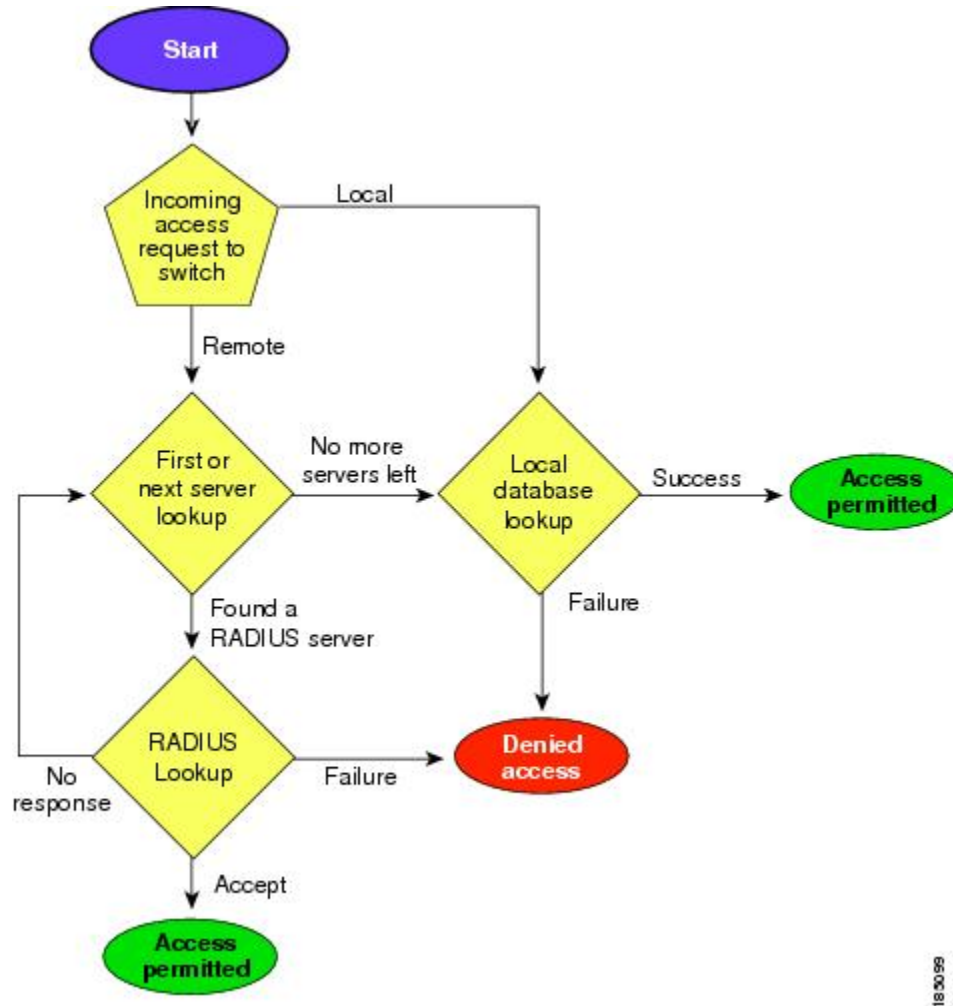 Start
Incoming
access
request to
switch
Local
Remote
First or
next server
lookup
No more
servers left
Local
database
lookup
Success
Access
permitted
Found a
RADIUS server
Failure
RADIUS
Lookup
No
response
Failure
Denied
access
Accept
Access
permitted
185099